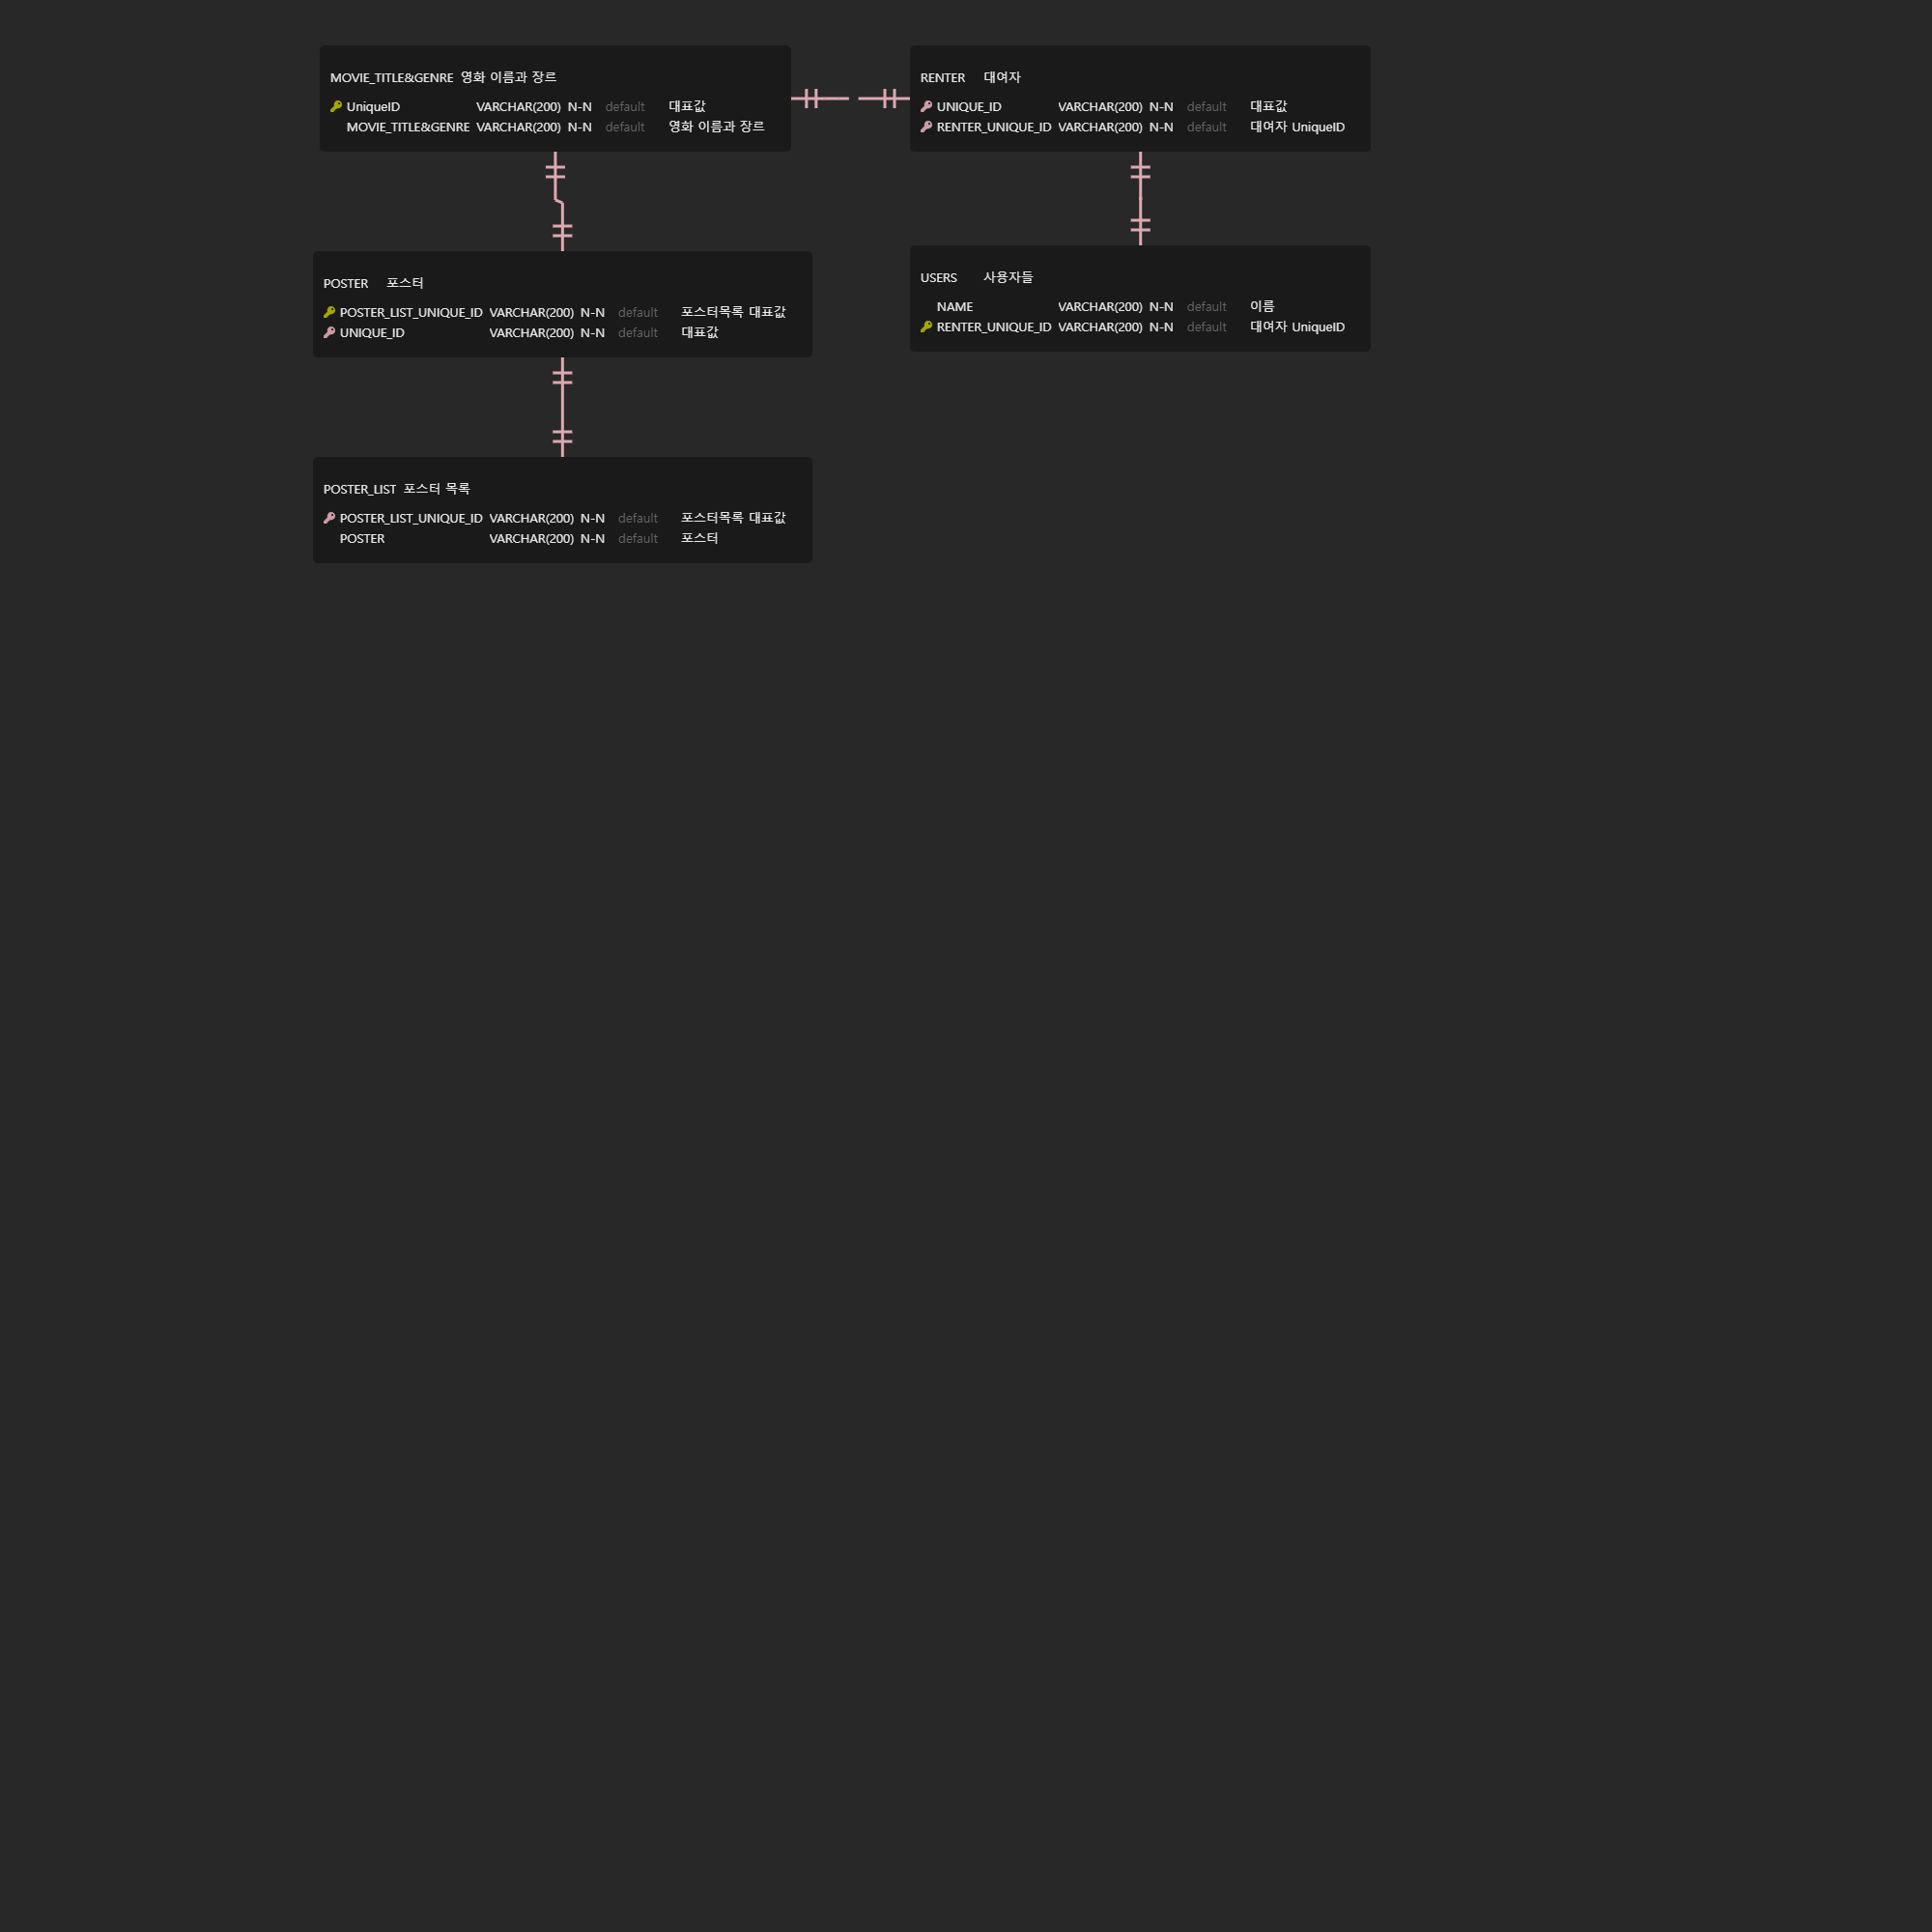 MOVIE_TITLE&GENRE 영화 이름과 장르
UniqueID VARCHAR(200) N-N default 대표값
MOVIE_TITLE&GENRE VARCHAR(200) N-N default 영화 이름과 장르
RENTER 대여자
UNIQUE_ID VARCHAR(200) N-N default 대표값
RENTER_UNIQUE_ID VARCHAR(200) N-N default 대여자 UniqueID
POSTER 포스터
POSTER_LIST_UNIQUE_ID VARCHAR(200) N-N default 포스터목록 대표값
UNIQUE_ID VARCHAR(200) N-N default 대표값
USERS 사용자들
NAME VARCHAR(200) N-N default 이름
RENTER_UNIQUE_ID VARCHAR(200) N-N default 대여자 UniqueID
POSTER_LIST 포스터 목록
POSTER_LIST_UNIQUE_ID VARCHAR(200) N-N default 포스터목록 대표값
POSTER VARCHAR(200) N-N default 포스터